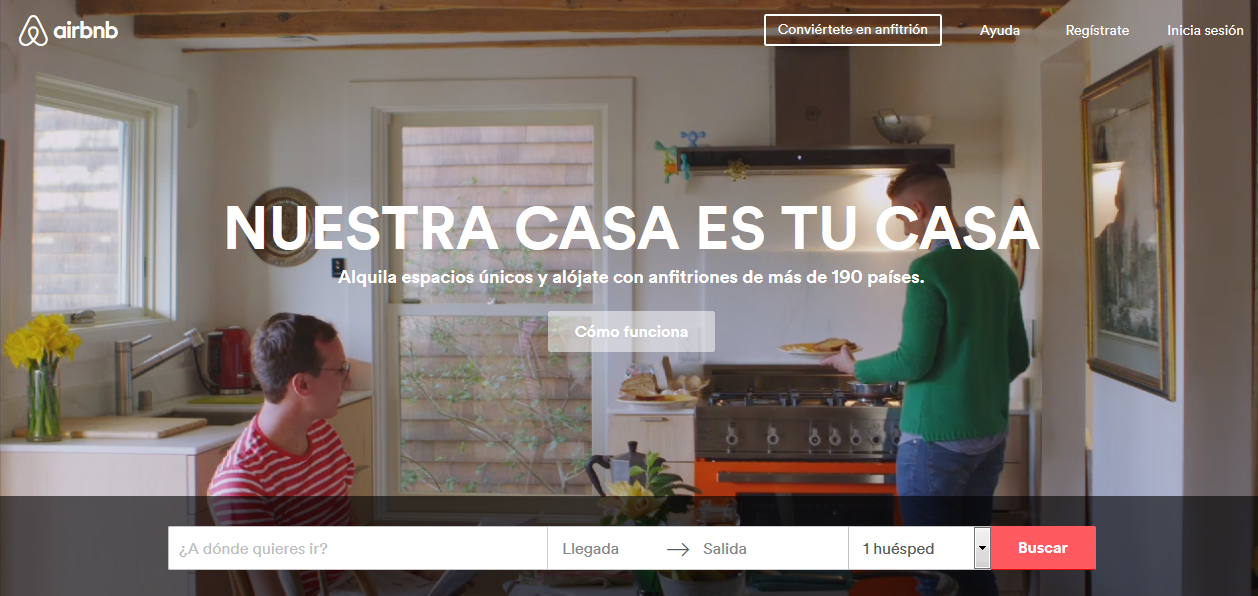 airbnb
Conviértete en anfitrión
Ayuda
Regístrate
Inicia sesión
NUESTRA CASA ES TU CASA
Alquila espacios únicos y alójate con anfitriones de más de 190 países.
Cómo funciona
¿A dónde quieres ir?
Llegada → Salida
1 huésped
Buscar